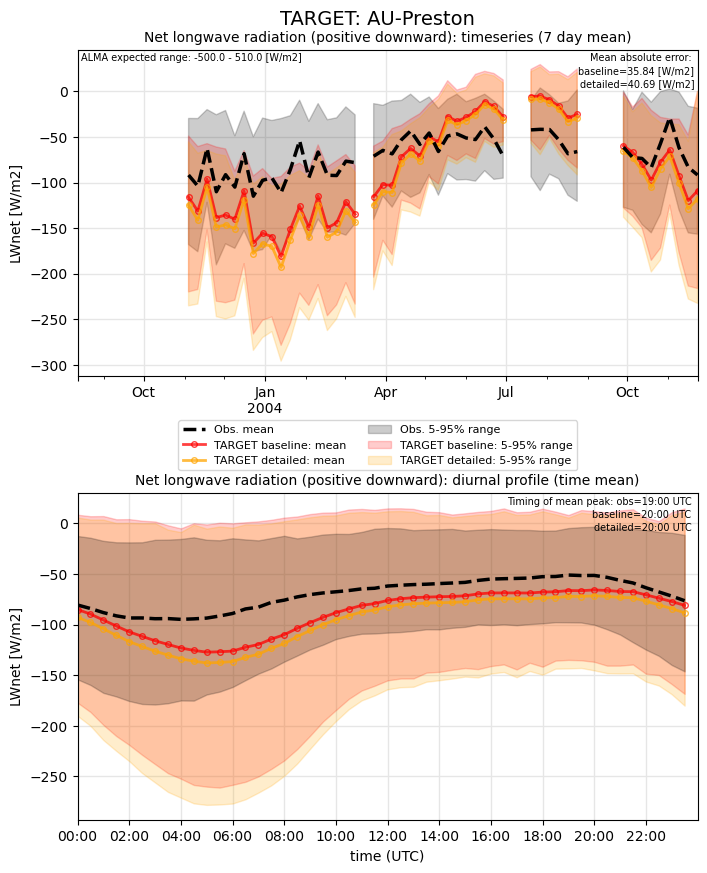 TARGET: AU-Preston
Net longwave radiation (positive downward): timeseries (7 day mean)
ALMA expected range: -500.0 - 510.0 [W/m2]
Mean absolute error:
baseline=35.84 [W/m2]
detailed=40.69 [W/m2]
0
−50
−100
−150
−200
−250
−300
LWnet [W/m2]
Oct
Jan
2004
Apr
Jul
Oct
Obs. mean
TARGET baseline: mean
TARGET detailed: mean
Obs. 5-95% range
TARGET baseline: 5-95% range
TARGET detailed: 5-95% range
Net longwave radiation (positive downward): diurnal profile (time mean)
Timing of mean peak: obs=19:00 UTC
baseline=20:00 UTC
detailed=20:00 UTC
0
−50
−100
−150
−200
−250
LWnet [W/m2]
00:00
02:00
04:00
06:00
08:00
10:00
12:00
14:00
16:00
18:00
20:00
22:00
time (UTC)